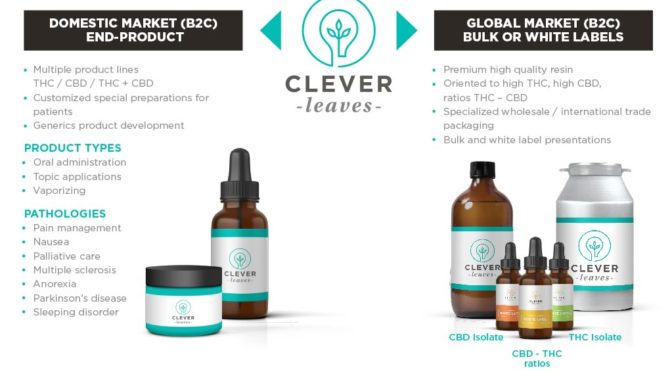 DOMESTIC MARKET (B2C)
END-PRODUCT
• Multiple product lines
THC / CBD / THC + CBD
• Customized special preparations for
patients
• Generics product development
PRODUCT TYPES
• Oral administration
• Topic applications
• Vaporizing
PATHOLOGIES
• Pain management
• Nausea
• Palliative care
• Multiple sclerosis
• Anorexia
• Parkinson's disease
• Sleeping disorder
CLEVER
-leaves-
CLEVER
-leaves-
CLEVER
-leaves-
GLOBAL MARKET (B2C)
BULK OR WHITE LABELS
• Premium high quality resin
• Oriented to high THC, high CBD,
ratios THC – CBD
• Specialized wholesale / international trade
packaging
• Bulk and white label presentations
CLEVER
-leaves-
CLEVER
-leaves-
CLEVER
CBD Isolate
CBD - THC
ratios
THC Isolate